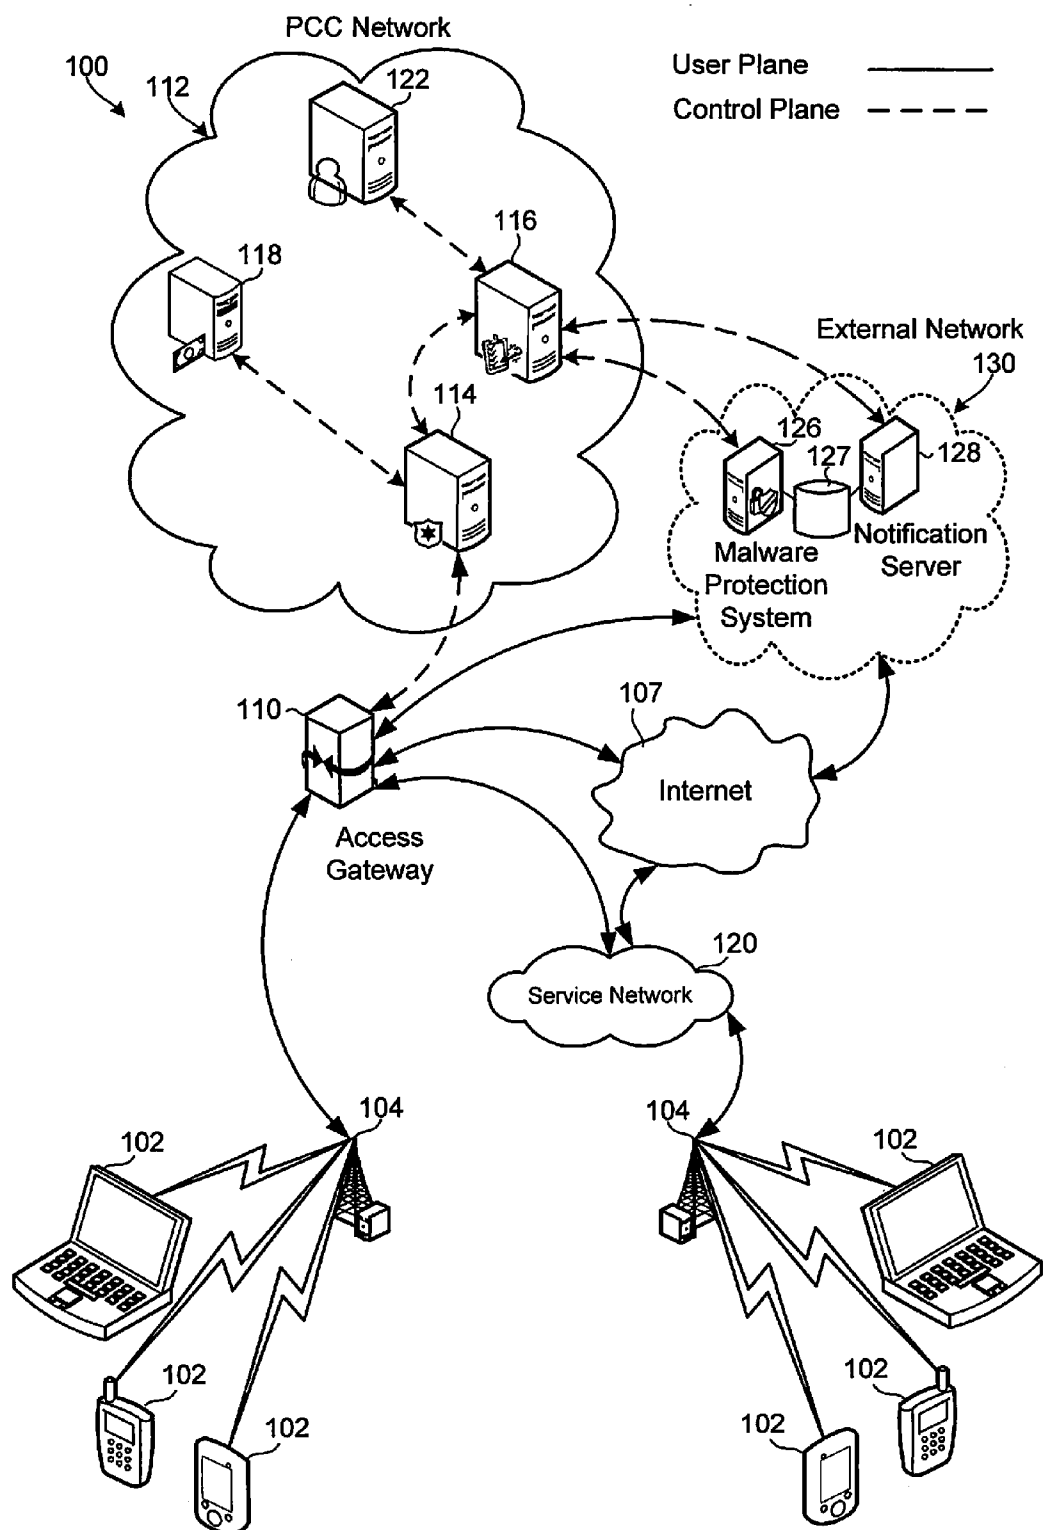 PCC Network
User Plane
Control Plane
100
112
122
116
118
114
External Network
130
126
127
128
Malware
Protection
System
Notification
Server
110
107
Internet
Access
Gateway
120
Service Network
104
104
102
102
102
102
102
102